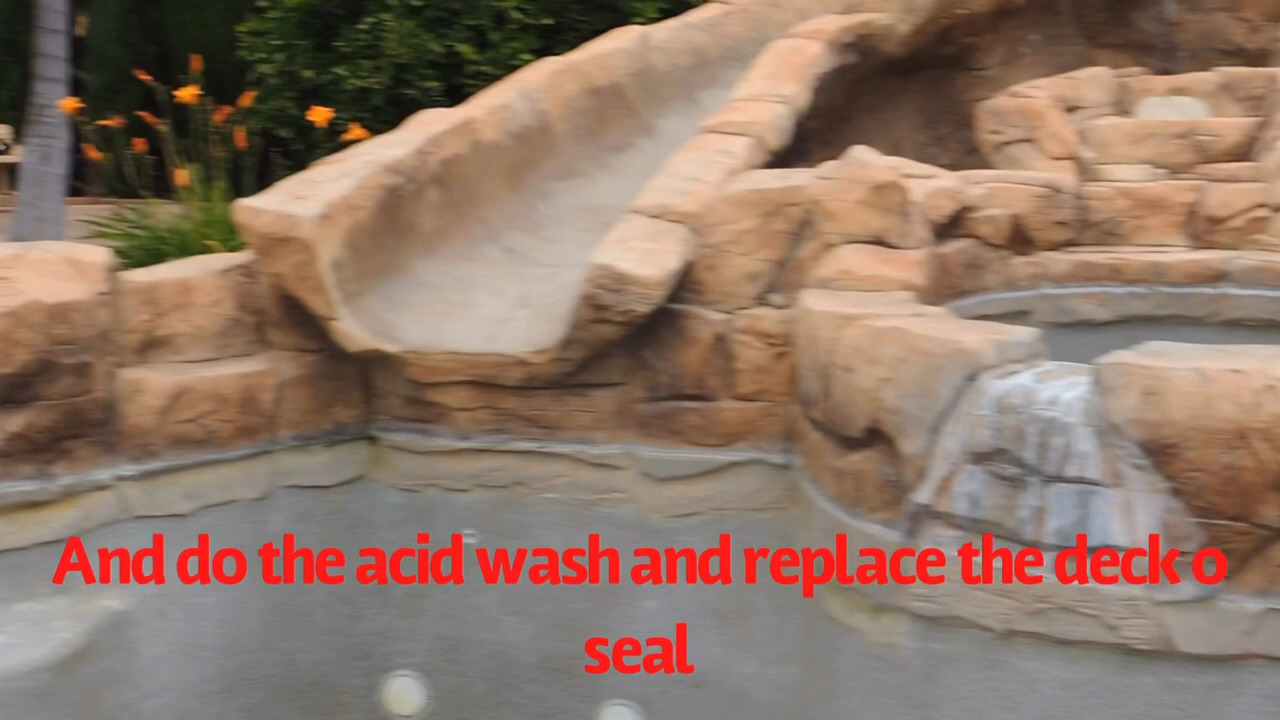 And do the acid wash and replace the deck o
seal